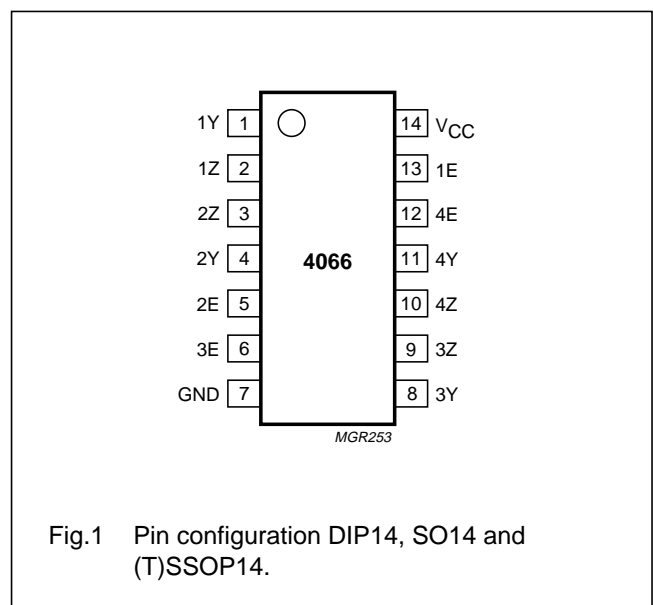 1Y 1 14 VCC
1Z 2 13 1E
2Z 3 12 4E
2Y 4 4066 11 4Y
2E 5 10 4Z
3E 6 9 3Z
GND 7 8 3Y
MGR253
Fig.1 Pin configuration DIP14, SO14 and
(T)SSOP14.